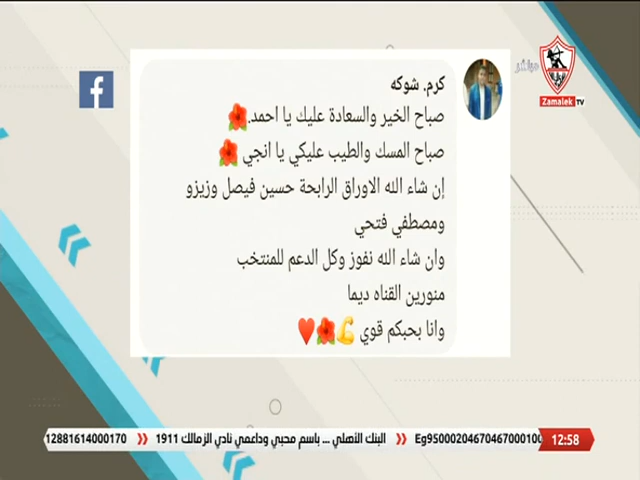 مباشر
Zamalek TV
كرم. شوكه
صباح الخير والسعادة عليك يا احمد.🌺
صباح المسك والطيب عليكي يا انجي 🌺
إن شاء الله الاوراق الرابحة حسين فيصل وزيزو
ومصطفي فتحي
وان شاء الله نفوز وكل الدعم للمنتخب
منورين القناه ديما
وانا بحبكم قوي 💪🌺❤️
12:58
Eg9500020467046700010 » البنك الأهلي ... باسم محبي وداعمي نادي الزمالك 1911 » 12881614000170